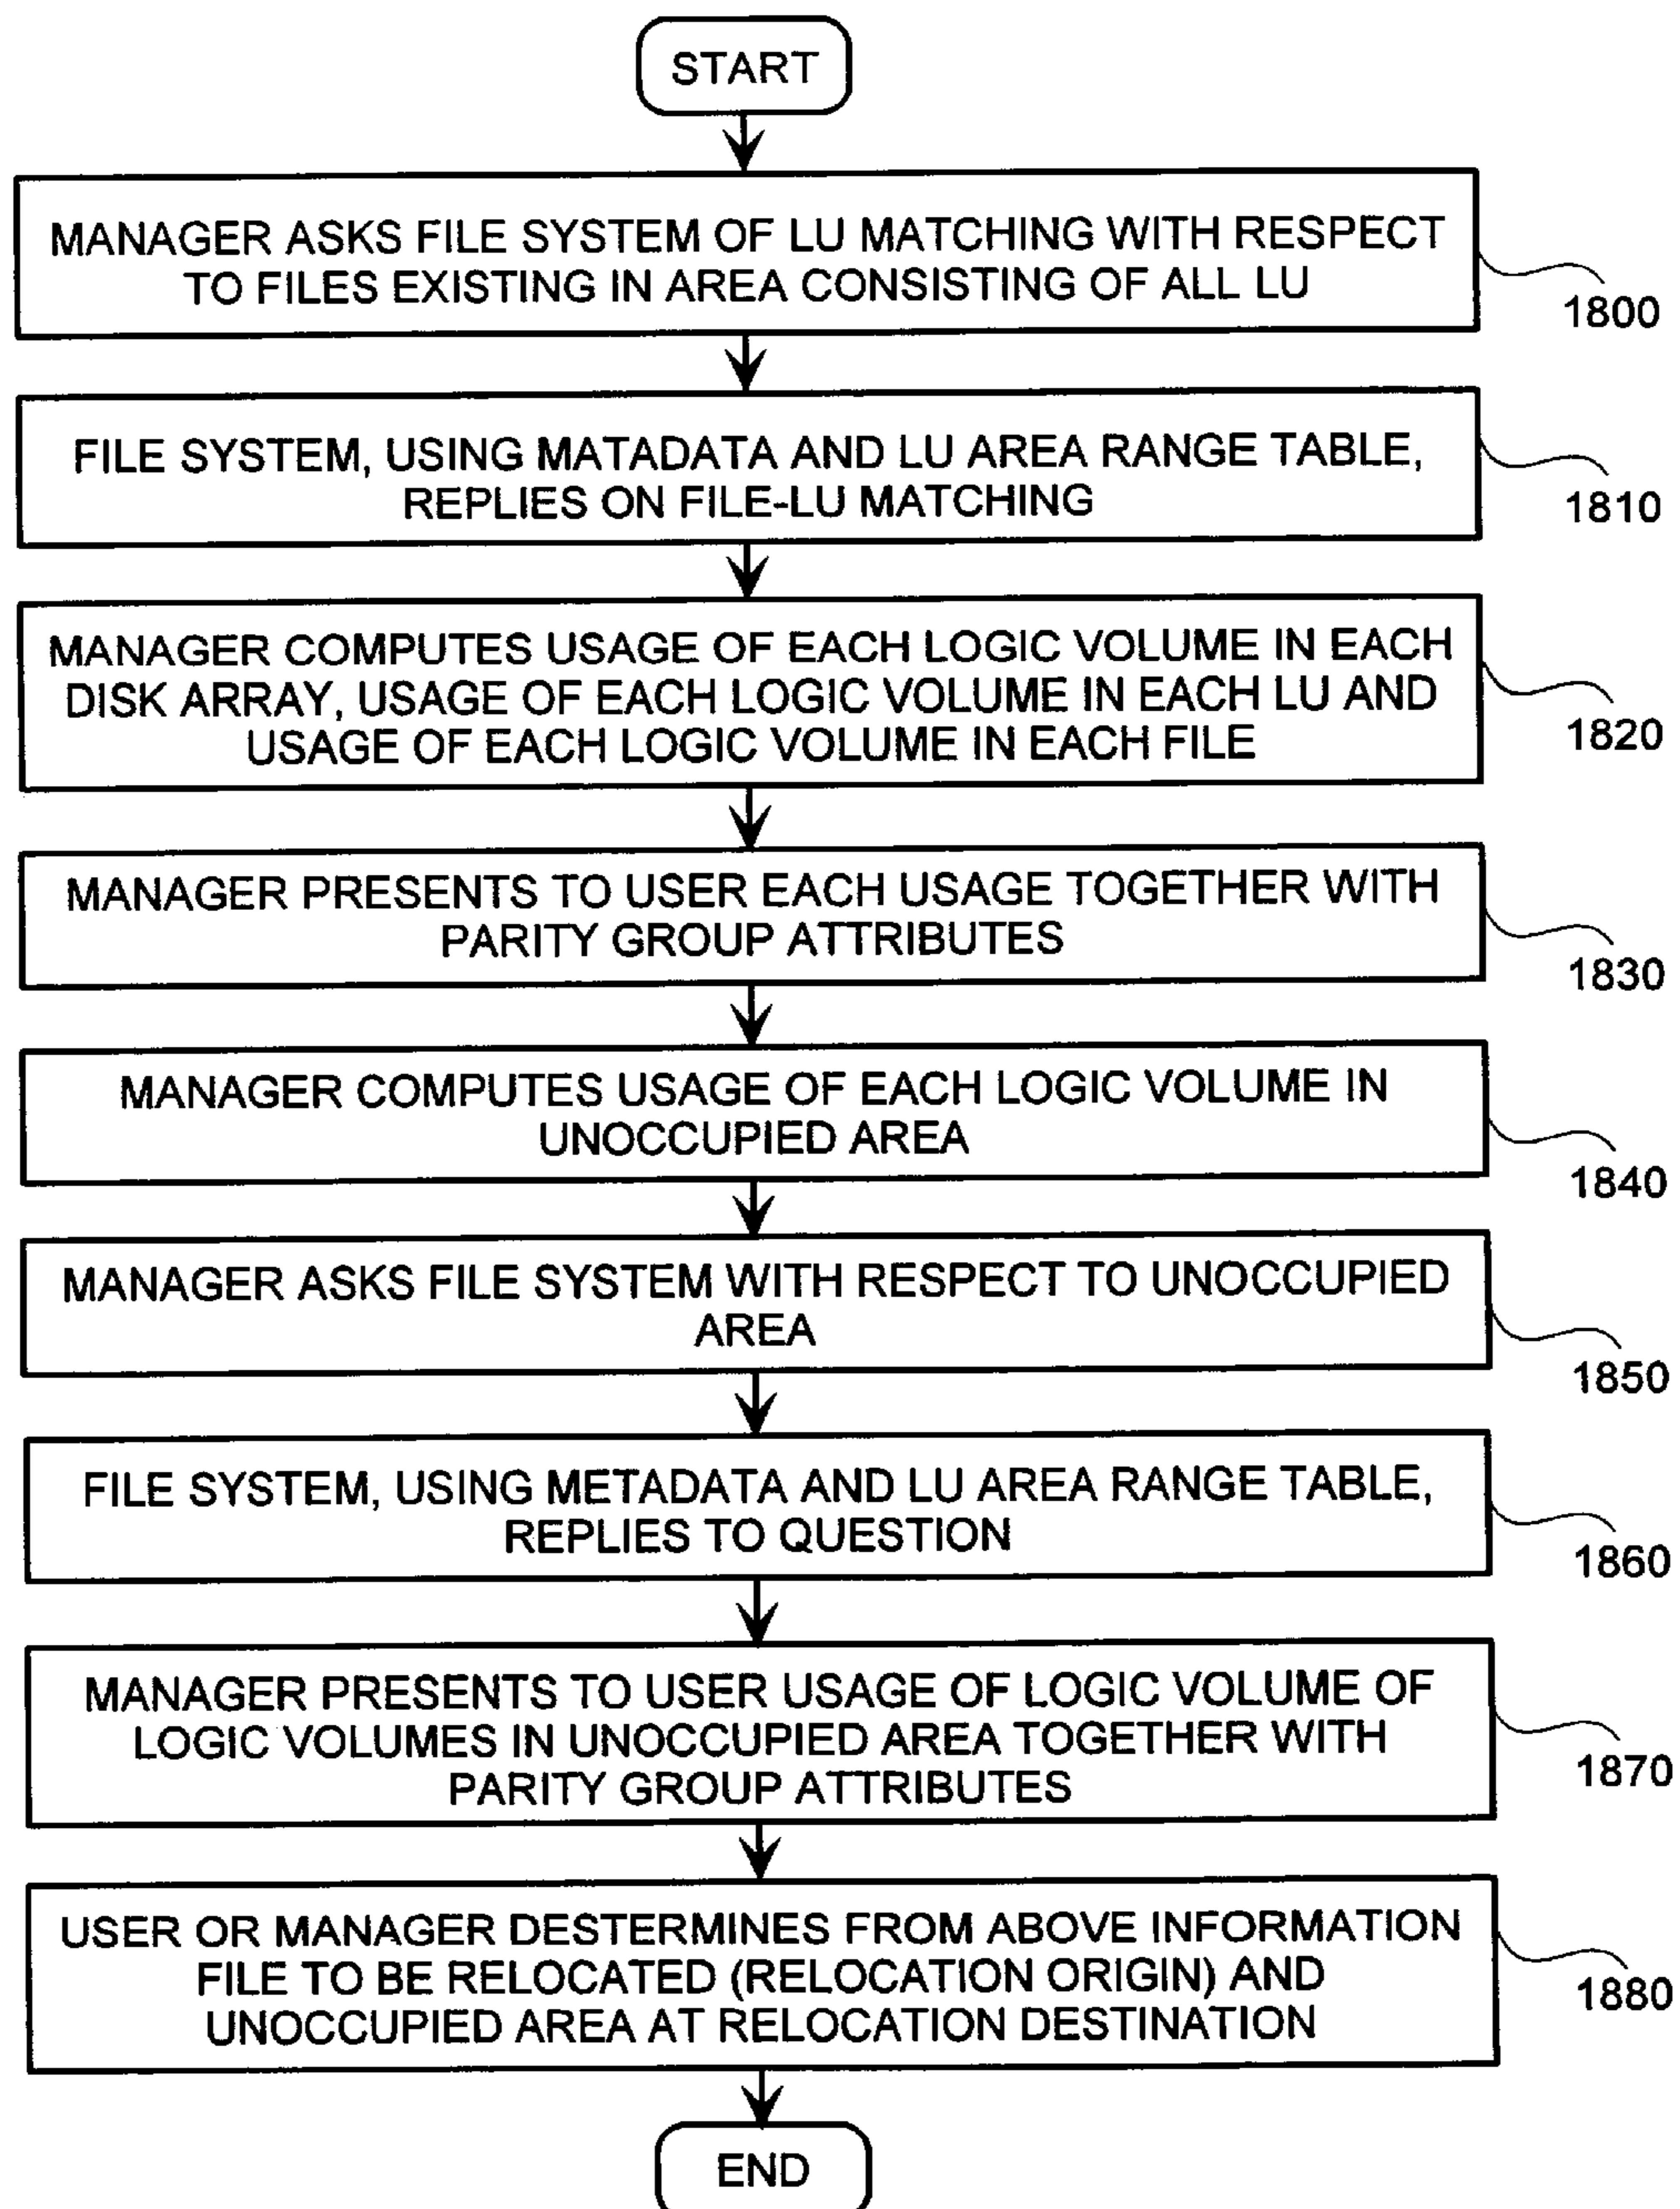 START
MANAGER ASKS FILE SYSTEM OF LU MATCHING WITH RESPECT
TO FILES EXISTING IN AREA CONSISTING OF ALL LU
1800
FILE SYSTEM, USING MATADATA AND LU AREA RANGE TABLE,
REPLIES ON FILE-LU MATCHING
1810
MANAGER COMPUTES USAGE OF EACH LOGIC VOLUME IN EACH
DISK ARRAY, USAGE OF EACH LOGIC VOLUME IN EACH LU AND
USAGE OF EACH LOGIC VOLUME IN EACH FILE
1820
MANAGER PRESENTS TO USER EACH USAGE TOGETHER WITH
PARITY GROUP ATTRIBUTES
1830
MANAGER COMPUTES USAGE OF EACH LOGIC VOLUME IN
UNOCCUPIED AREA
1840
MANAGER ASKS FILE SYSTEM WITH RESPECT TO UNOCCUPIED
AREA
1850
FILE SYSTEM, USING METADATA AND LU AREA RANGE TABLE,
REPLIES TO QUESTION
1860
MANAGER PRESENTS TO USER USAGE OF LOGIC VOLUME OF
LOGIC VOLUMES IN UNOCCUPIED AREA TOGETHER WITH
PARITY GROUP ATTRIBUTES
1870
USER OR MANAGER DESTERMINES FROM ABOVE INFORMATION
FILE TO BE RELOCATED (RELOCATION ORIGIN) AND
UNOCCUPIED AREA AT RELOCATION DESTINATION
1880
END